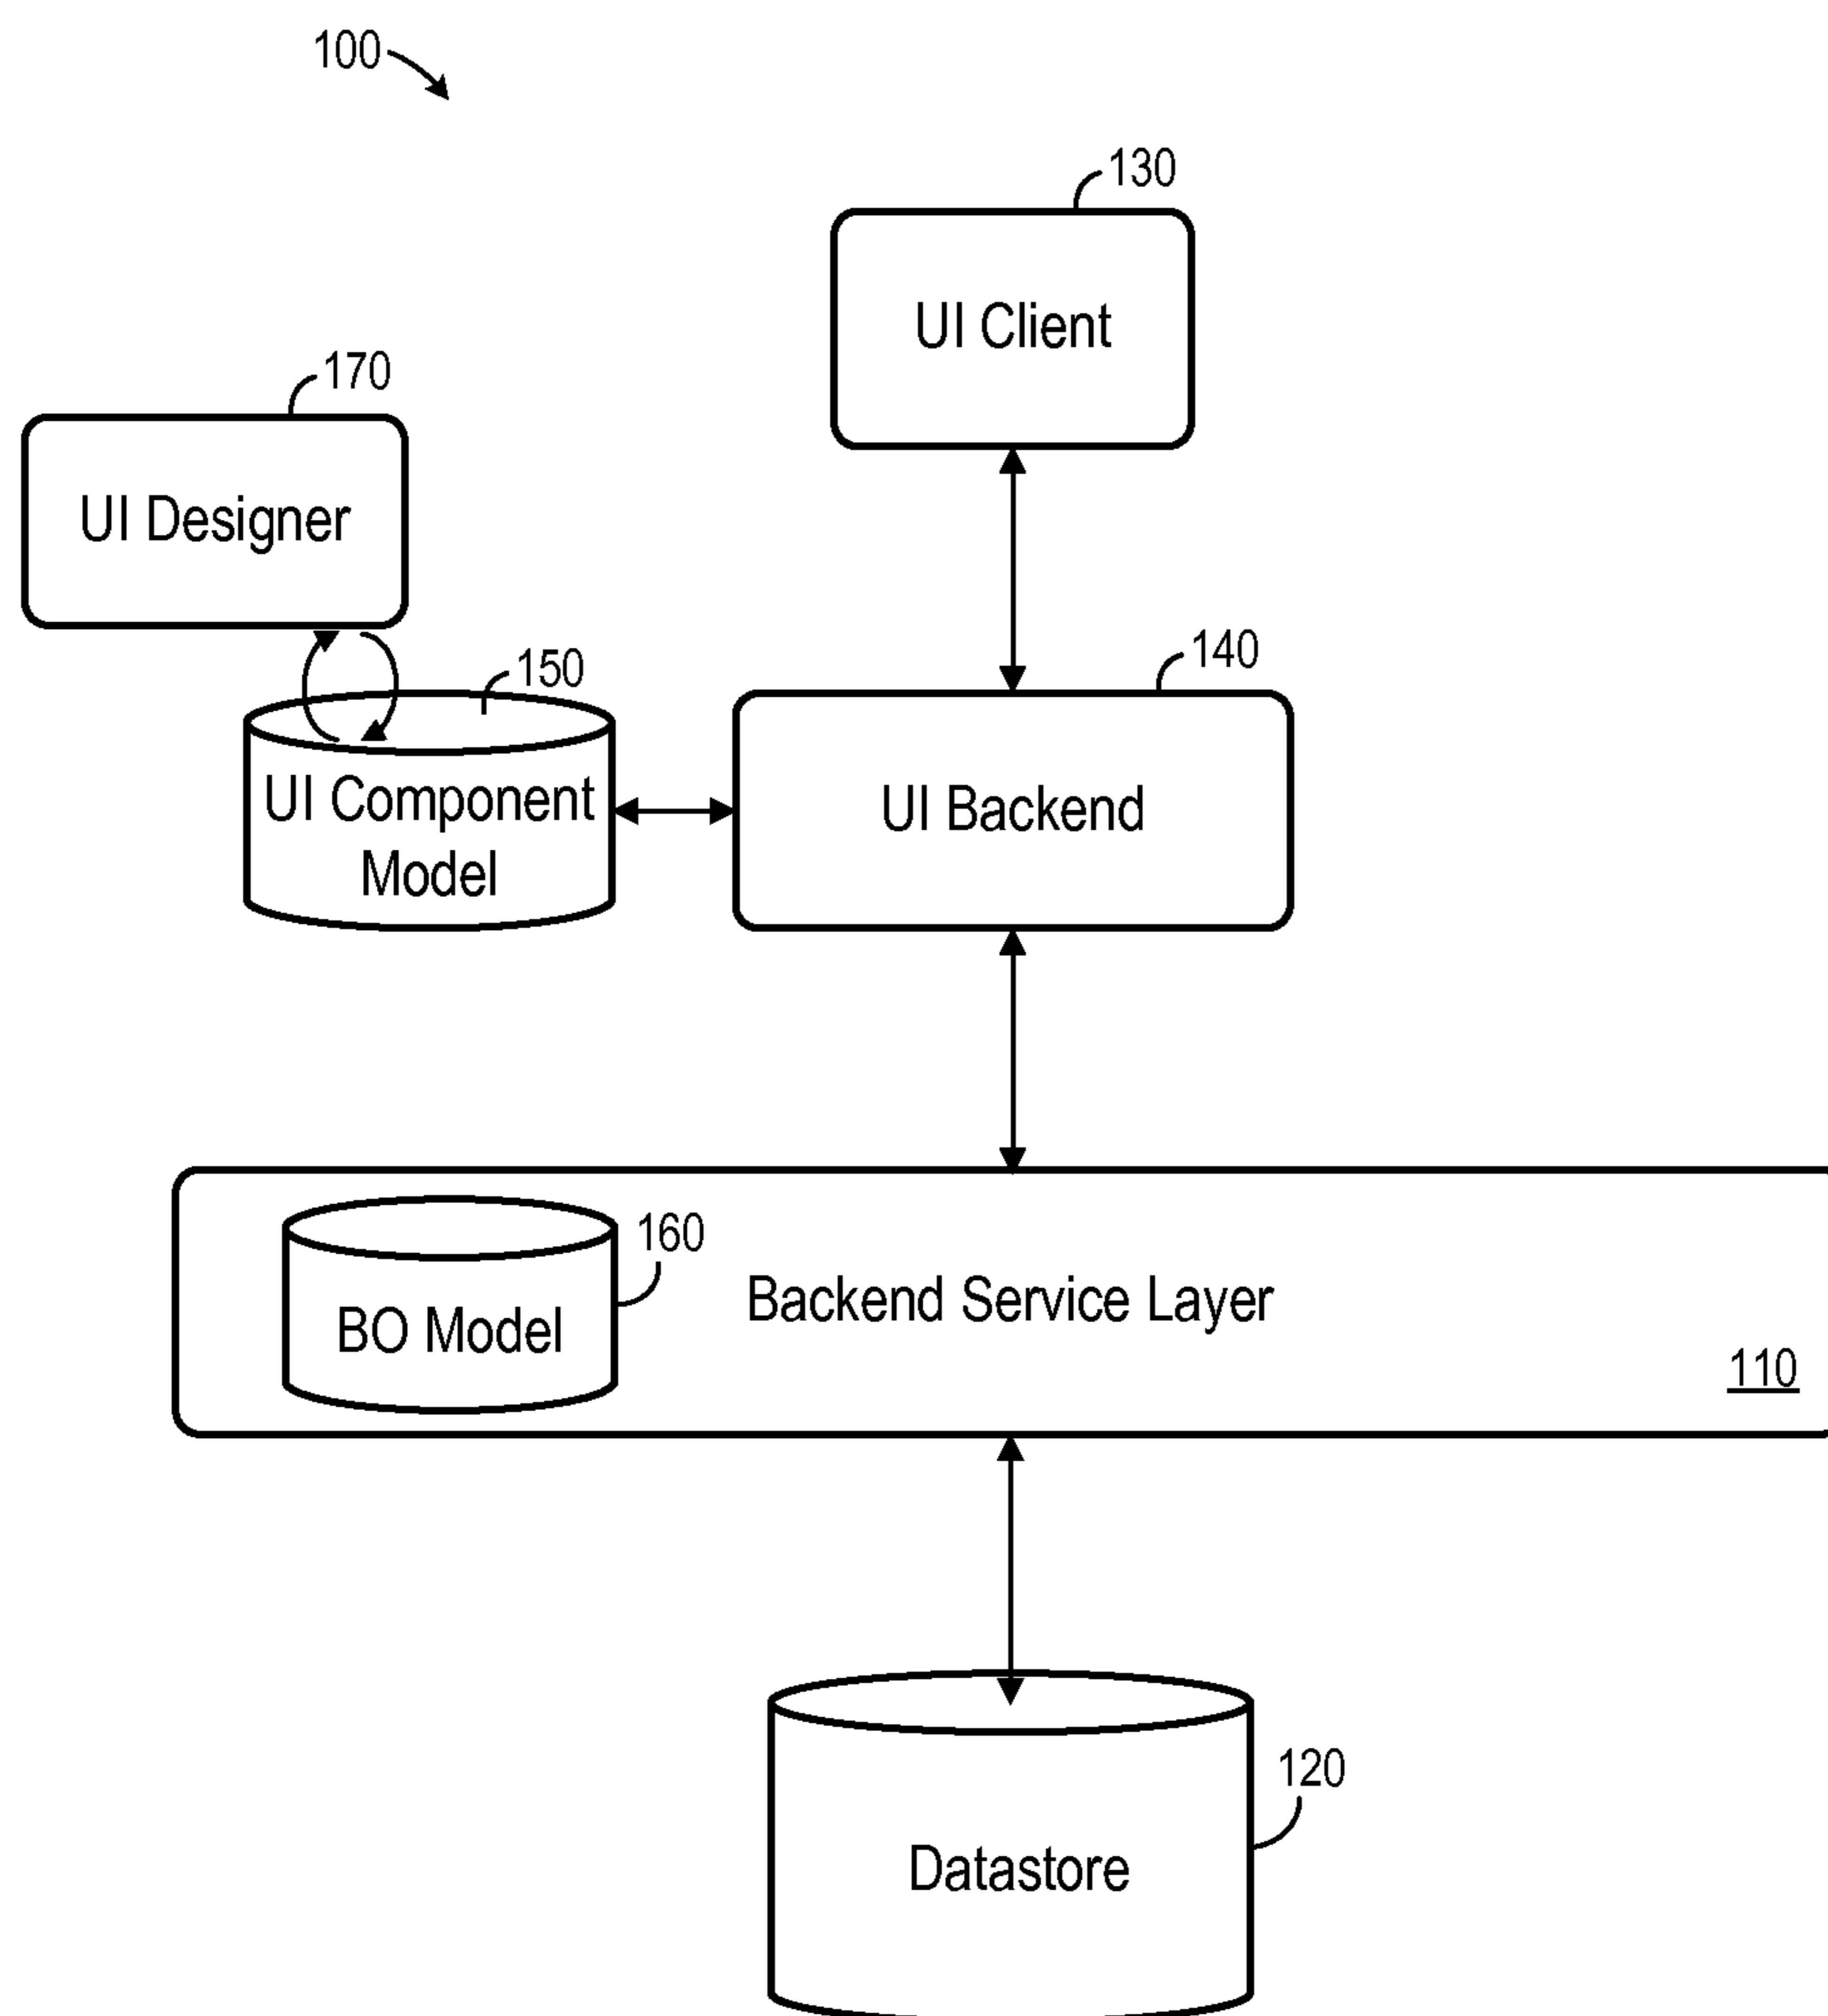 100
130
UI Client
170
UI Designer
150
140
UI Component
Model
UI Backend
160
BO Model
Backend Service Layer
110
120
Datastore